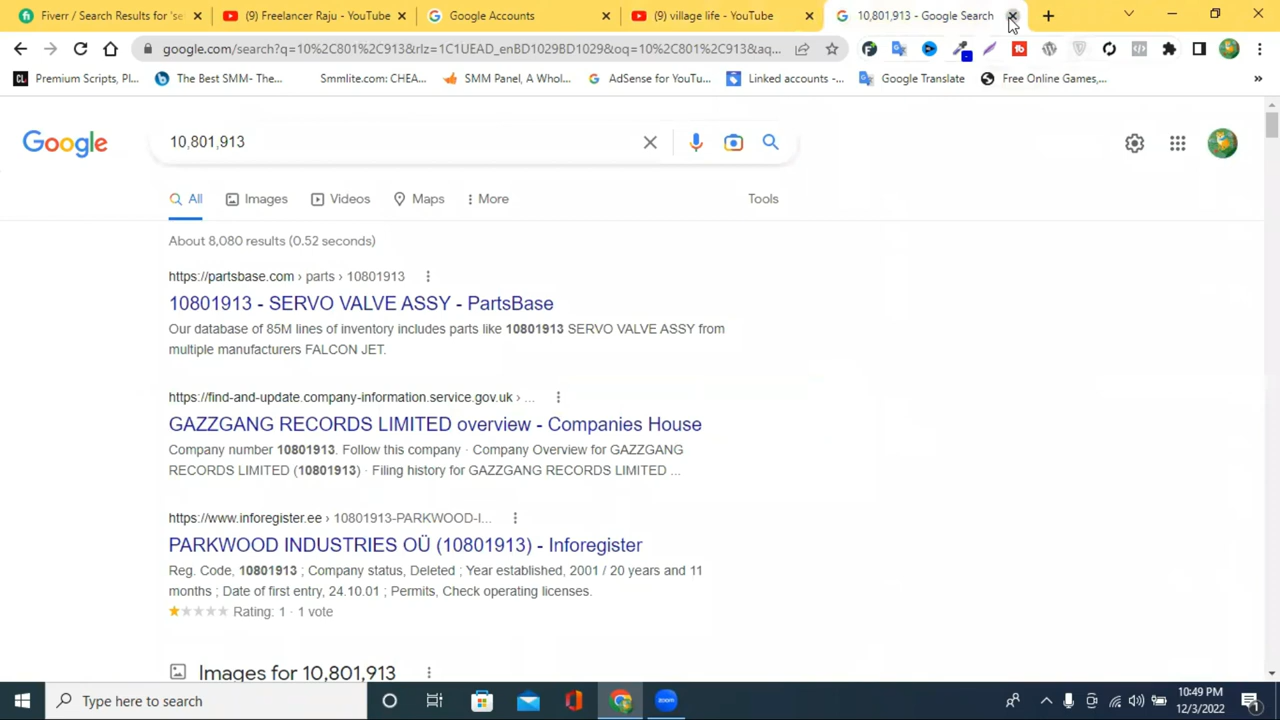 Fiverr / Search Results for 'se
(9) Freelancer Raju - YouTube
Google Accounts
(9) village life - YouTube
10,801,913 - Google Search
google.com/search?q=10%2C801%2C913&rlz=1C1UEAD_enBD1029BD1029&oq=10%2C801%2C913&aq...
Premium Scripts, Pl...
The Best SMM- The...
Smmlite.com: CHEA...
SMM Panel, A Whol...
AdSense for YouTu...
Linked accounts -...
Google Translate
Free Online Games,...
»
Google
10,801,913
All
Images
Videos
Maps
More
Tools
About 8,080 results (0.52 seconds)
https://partsbase.com › parts › 10801913
10801913 - SERVO VALVE ASSY - PartsBase
Our database of 85M lines of inventory includes parts like 10801913 SERVO VALVE ASSY from
multiple manufacturers FALCON JET.
https://find-and-update.company-information.service.gov.uk › ...
GAZZGANG RECORDS LIMITED overview - Companies House
Company number 10801913. Follow this company · Company Overview for GAZZGANG
RECORDS LIMITED (10801913) · Filing history for GAZZGANG RECORDS LIMITED ...
https://www.inforegister.ee › 10801913-PARKWOOD-I...
PARKWOOD INDUSTRIES OÜ (10801913) - Inforegister
Reg. Code, 10801913 ; Company status, Deleted ; Year established, 2001 / 20 years and 11
months ; Date of first entry, 24.10.01 ; Permits, Check operating licenses.
Rating: 1 · 1 vote
Images for 10,801,913
Type here to search
zoom
10:49 PM
12/3/2022
1